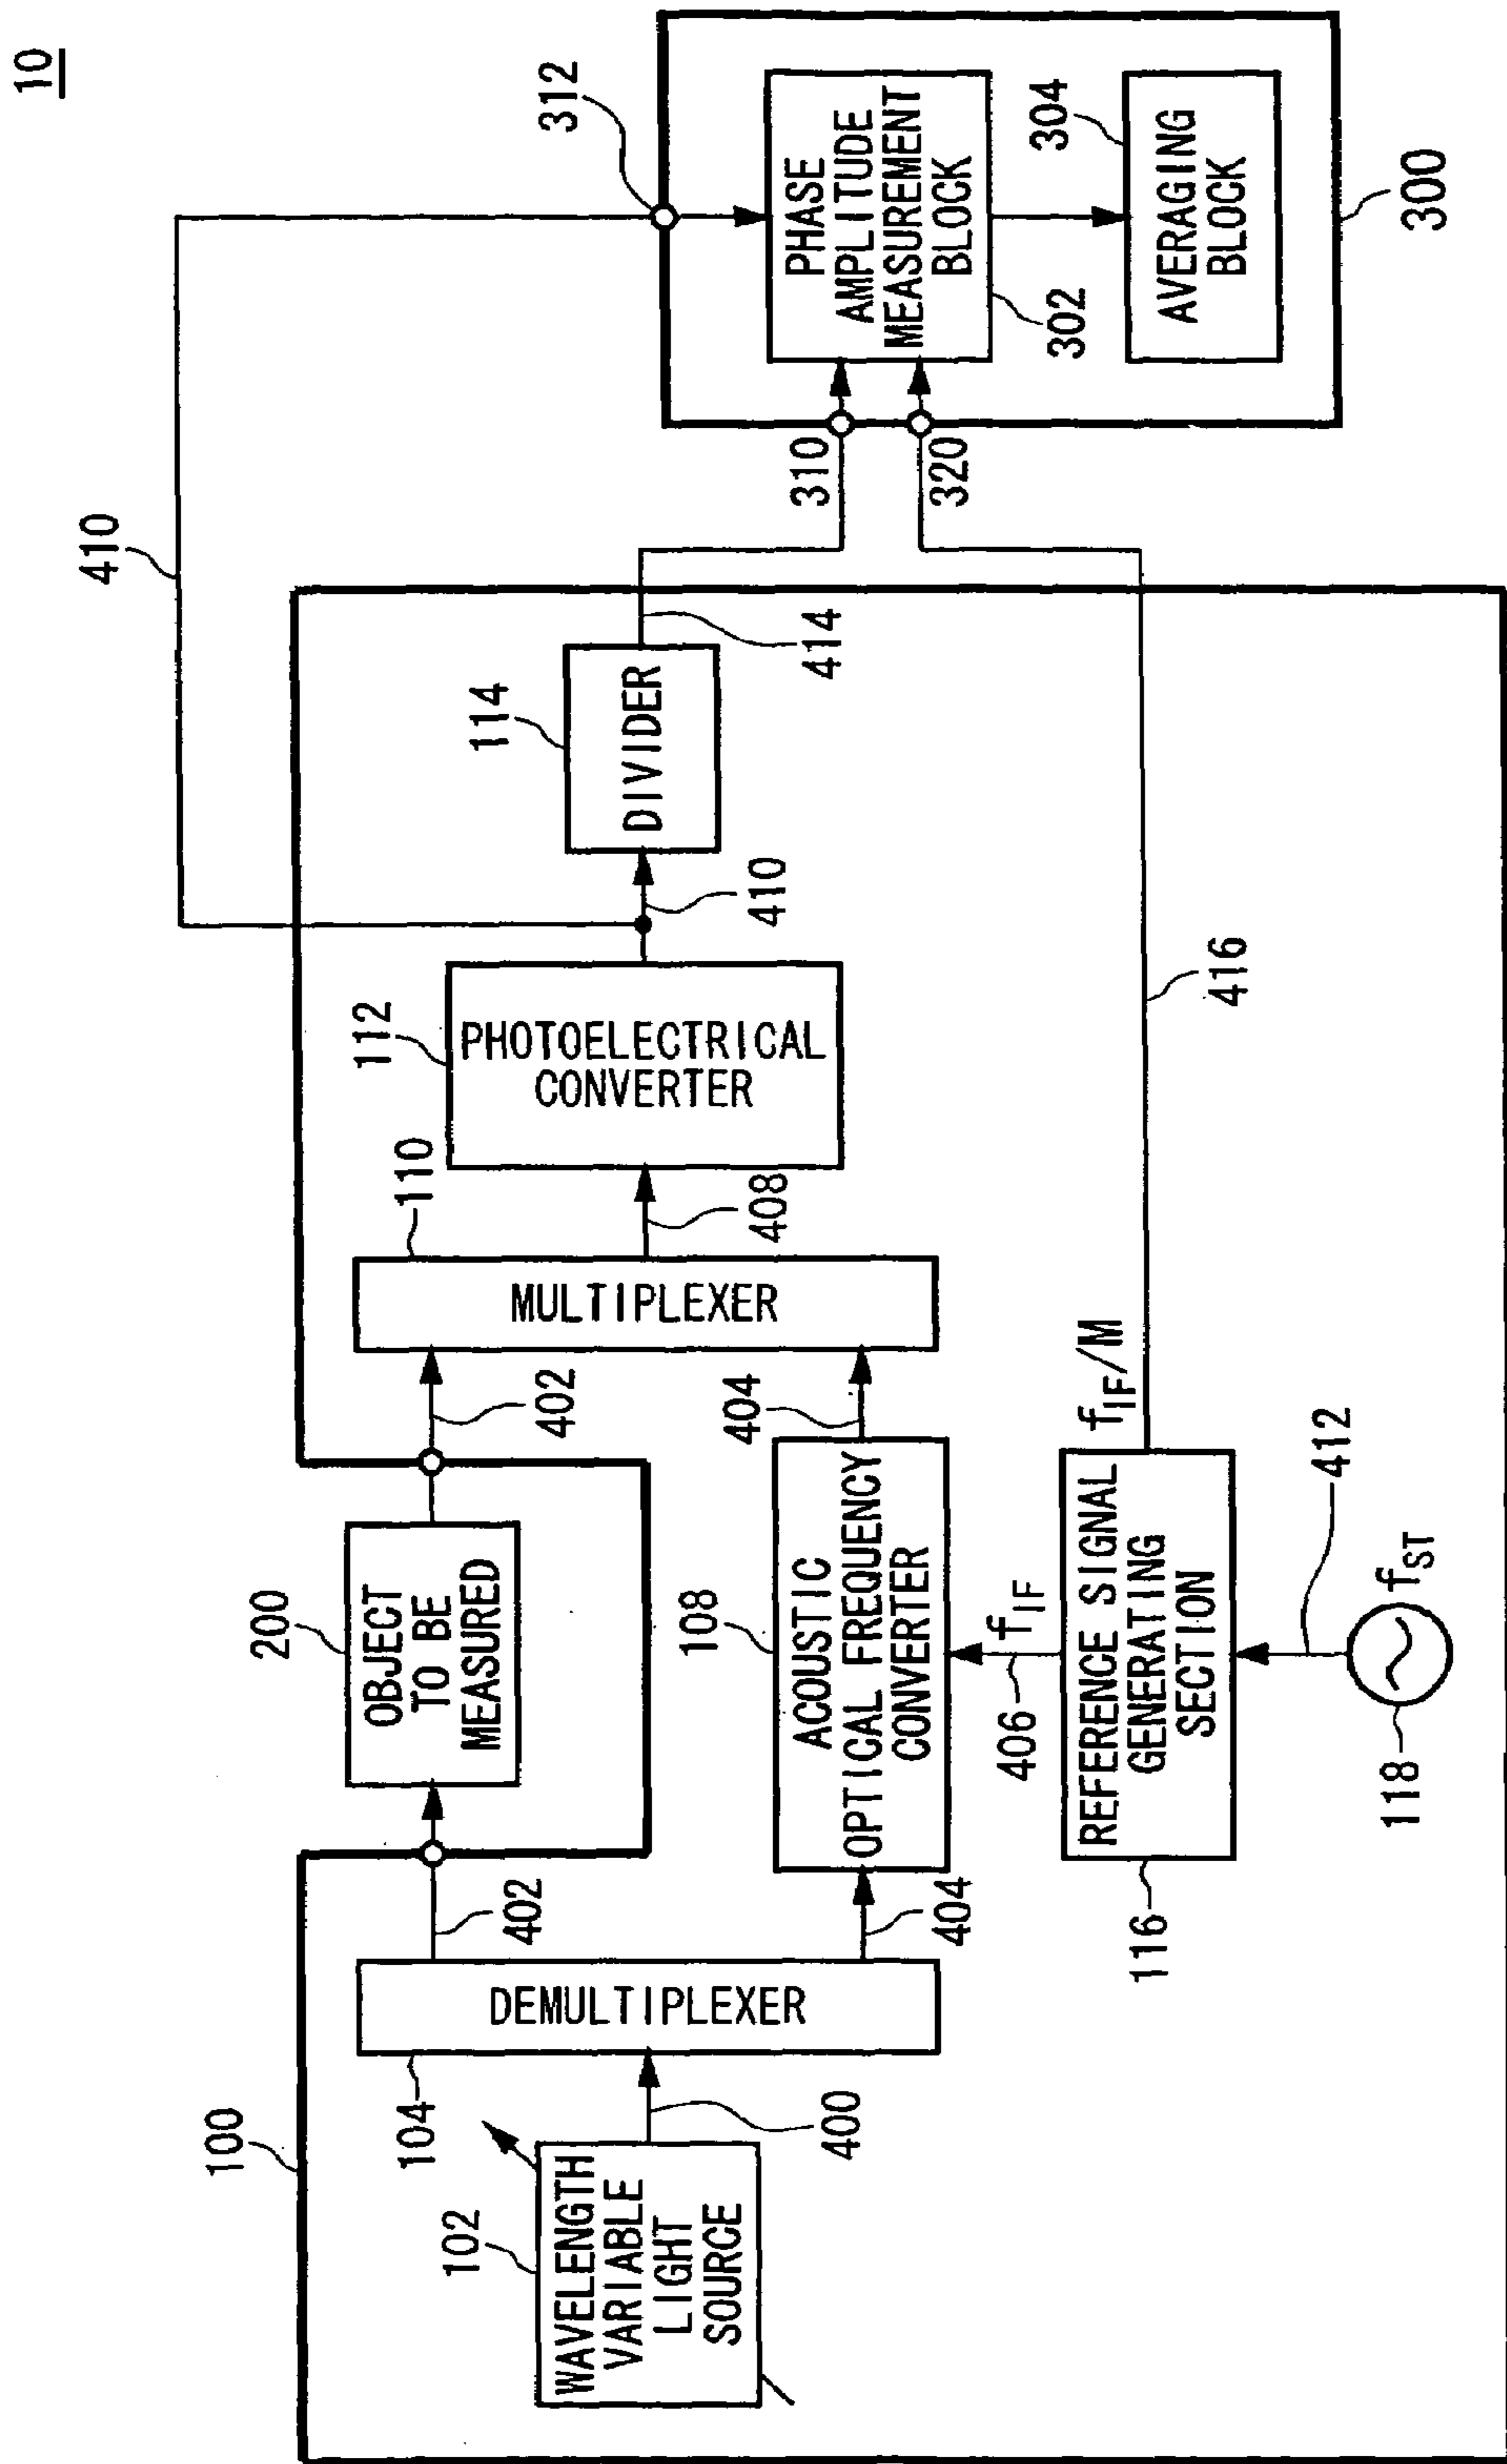 10
100
102
WAVELENGTH
VARIABLE
LIGHT
SOURCE
400
104
DEMULTIPLEXER
402
404
200
OBJECT
TO BE
MEASURED
402
108
ACOUSTIC
OPTICAL FREQUENCY
CONVERTER
404
406
f_IF
116
REFERENCE SIGNAL
GENERATING
SECTION
f_IF/M
412
118
f_ST
110
MULTIPLEXER
408
112
PHOTOELECTRICAL
CONVERTER
410
114
DIVIDER
414
416
410
312
310
320
PHASE
AMPLITUDE
MEASUREMENT
BLOCK
302
304
AVERAGING
BLOCK
300